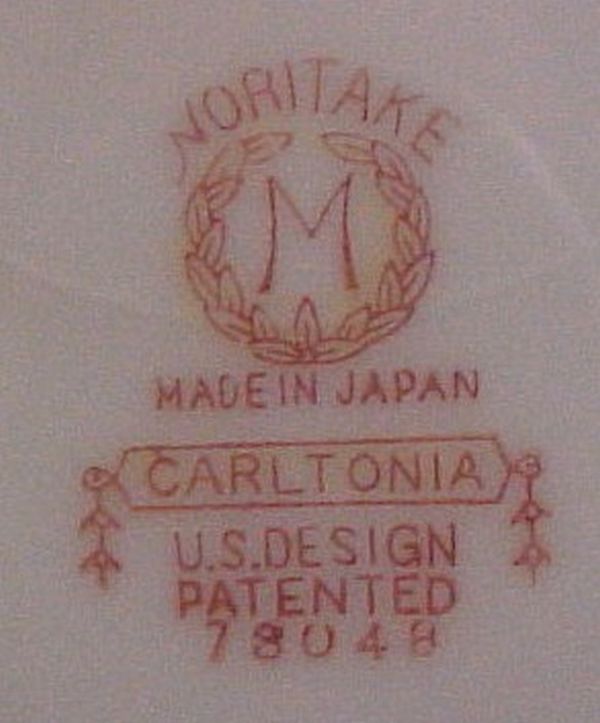 NORITAKE
M
MADE IN JAPAN
CARLTONIA
U.S.DESIGN
PATENTED
78048